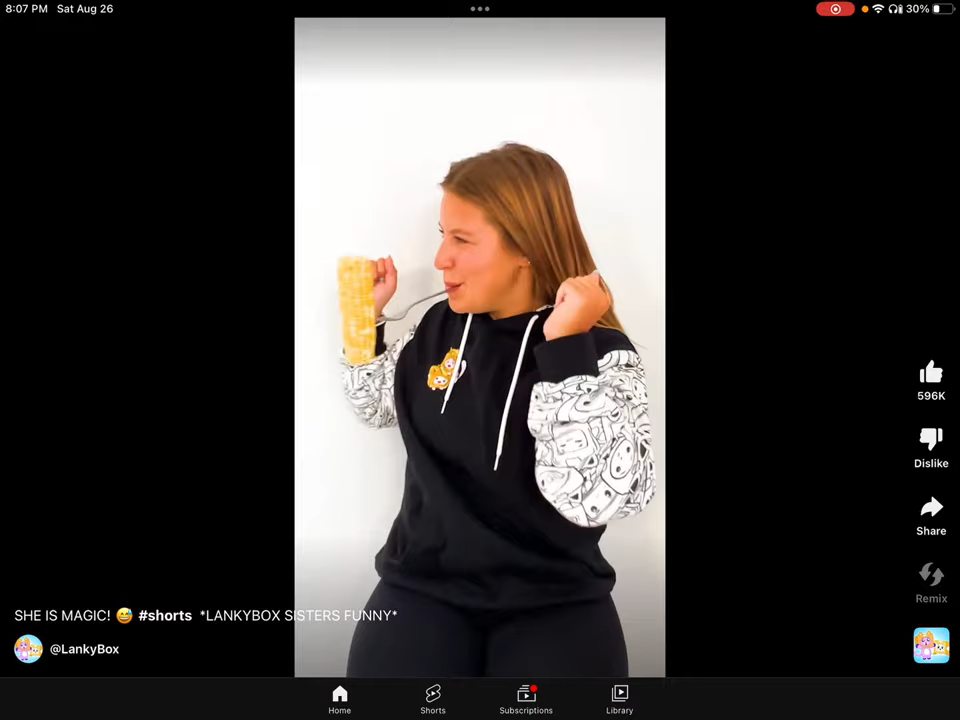 8:07 PM Sat Aug 26
30%
596K
Dislike
Share
Remix
SHE IS MAGIC! 😅 #shorts *LANKYBOX SISTERS FUNNY*
@LankyBox
Home
Shorts
Subscriptions
Library